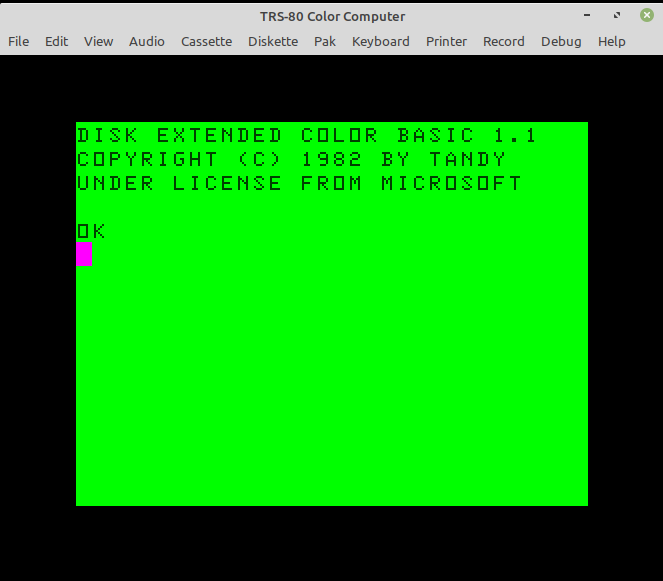 TRS-80 Color Computer
File Edit View Audio Cassette Diskette Pak Keyboard Printer Record Debug Help
DISK EXTENDED COLOR BASIC 1.1
COPYRIGHT (C) 1982 BY TANDY
UNDER LICENSE FROM MICROSOFT
OK